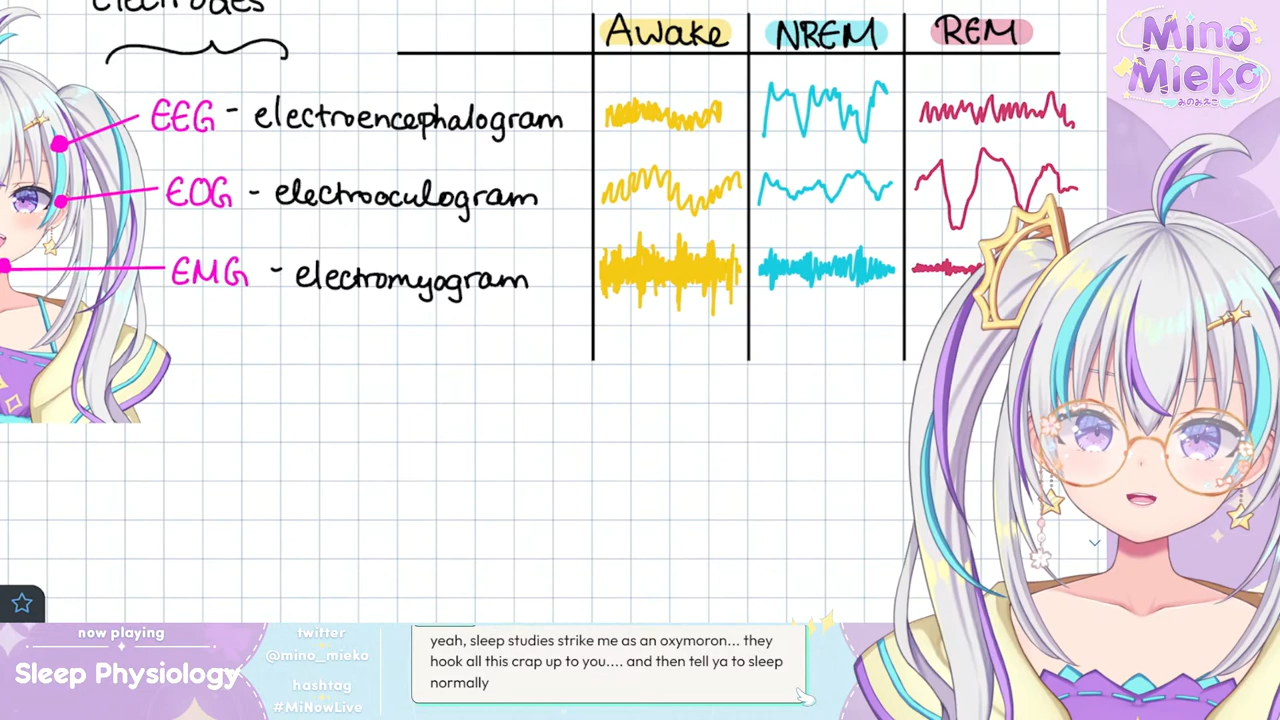 Electrodes
Awake NREM REM
EEG - electroencephalogram
EOG - electrooculogram
EMG - electromyogram
Mino
Mieko
みのみえこ
now playing
Sleep Physiology
twitter
@mino_mieko
hashtag
#MiNowLive
yeah, sleep studies strike me as an oxymoron... they
hook all this crap up to you.... and then tell ya to sleep
normally